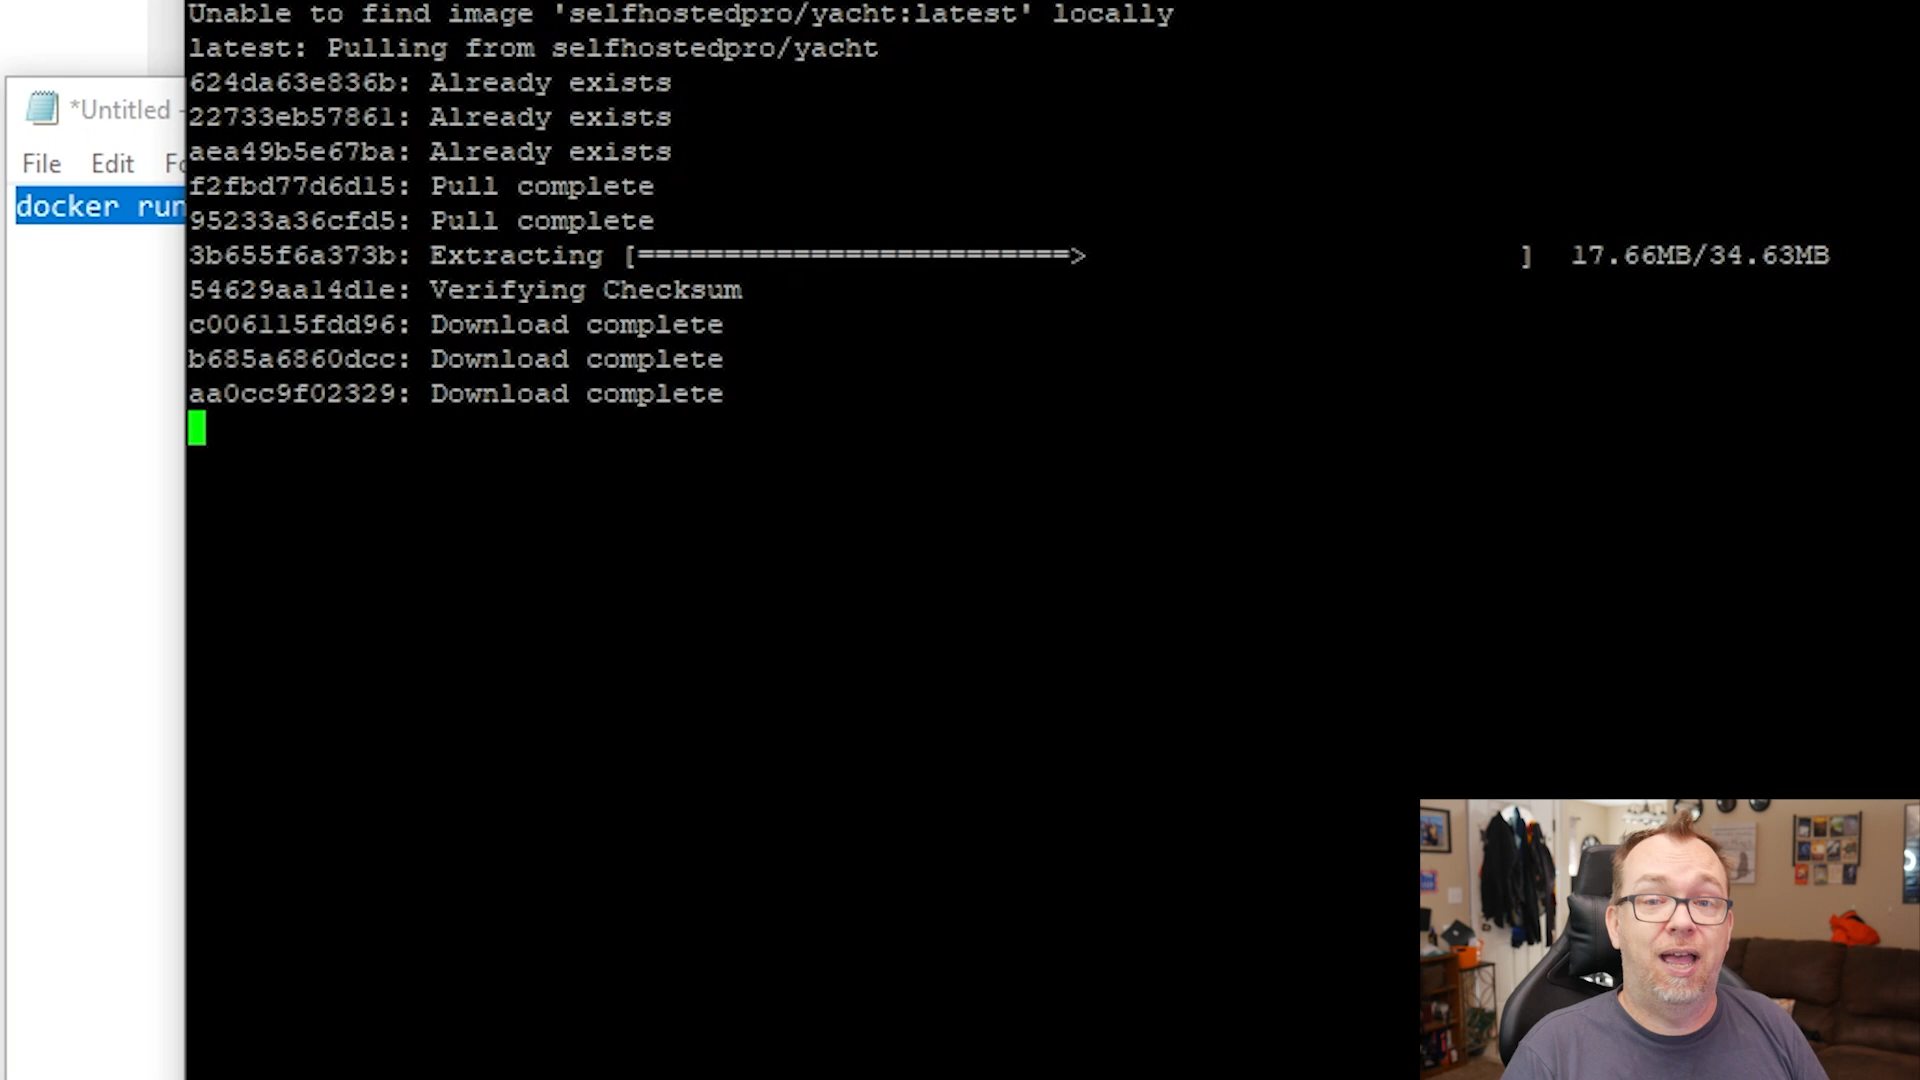 Unable to find image 'selfhostedpro/yacht:latest' locally
latest: Pulling from selfhostedpro/yacht
624da63e836b: Already exists
22733eb57861: Already exists
aea49b5e67ba: Already exists
f2fbd77d6d15: Pull complete
95233a36cfd5: Pull complete
3b655f6a373b: Extracting [=========================> ] 17.66MB/34.63MB
54629aa14d1e: Verifying Checksum
c006115fdd96: Download complete
b685a6860dcc: Download complete
aa0cc9f02329: Download complete
*Untitled -
File Edit Fo
docker run